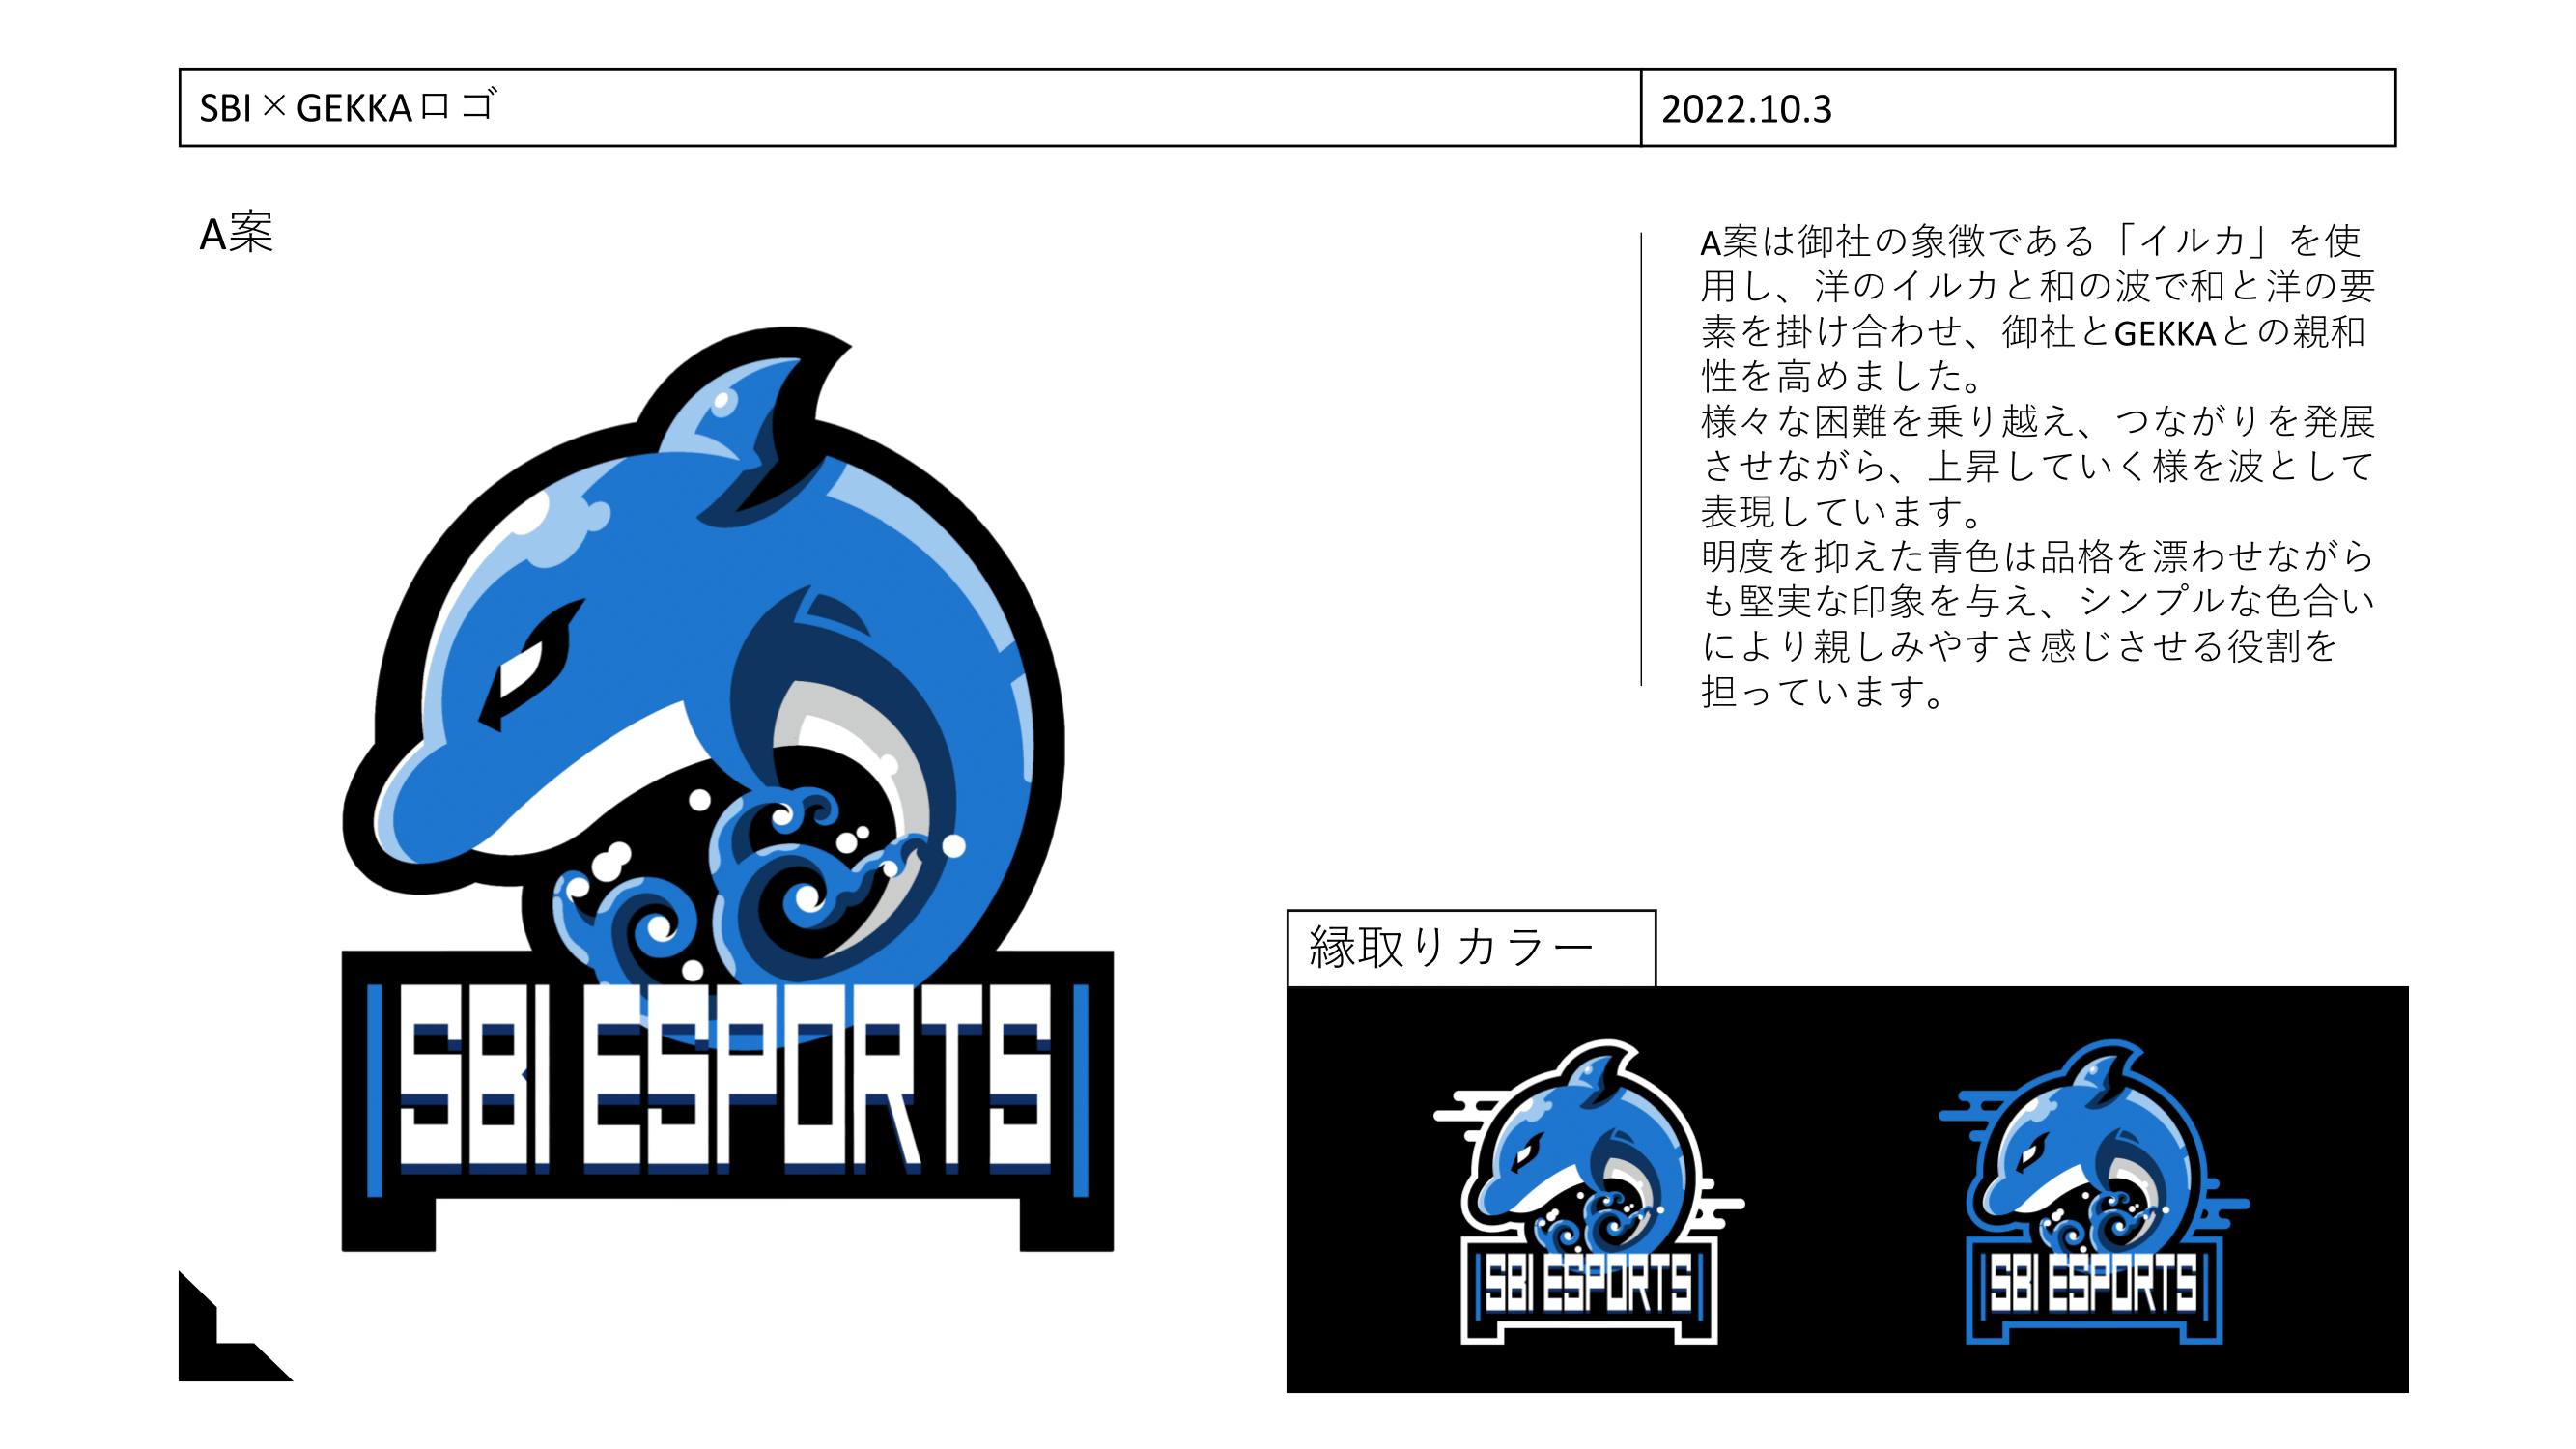 SBI×GEKKAロゴ
2022.10.3
A案
A案は御社の象徴である「イルカ」を使
用し、洋のイルカと和の波で和と洋の要
素を掛け合わせ、御社とGEKKAとの親和
性を高めました。
様々な困難を乗り越え、つながりを発展
させながら、上昇していく様を波として
表現しています。
明度を抑えた青色は品格を漂わせながら
も堅実な印象を与え、シンプルな色合い
により親しみやすさ感じさせる役割を
担っています。
SBI ESPORTS
縁取りカラー
SBI ESPORTS
SBI ESPORTS